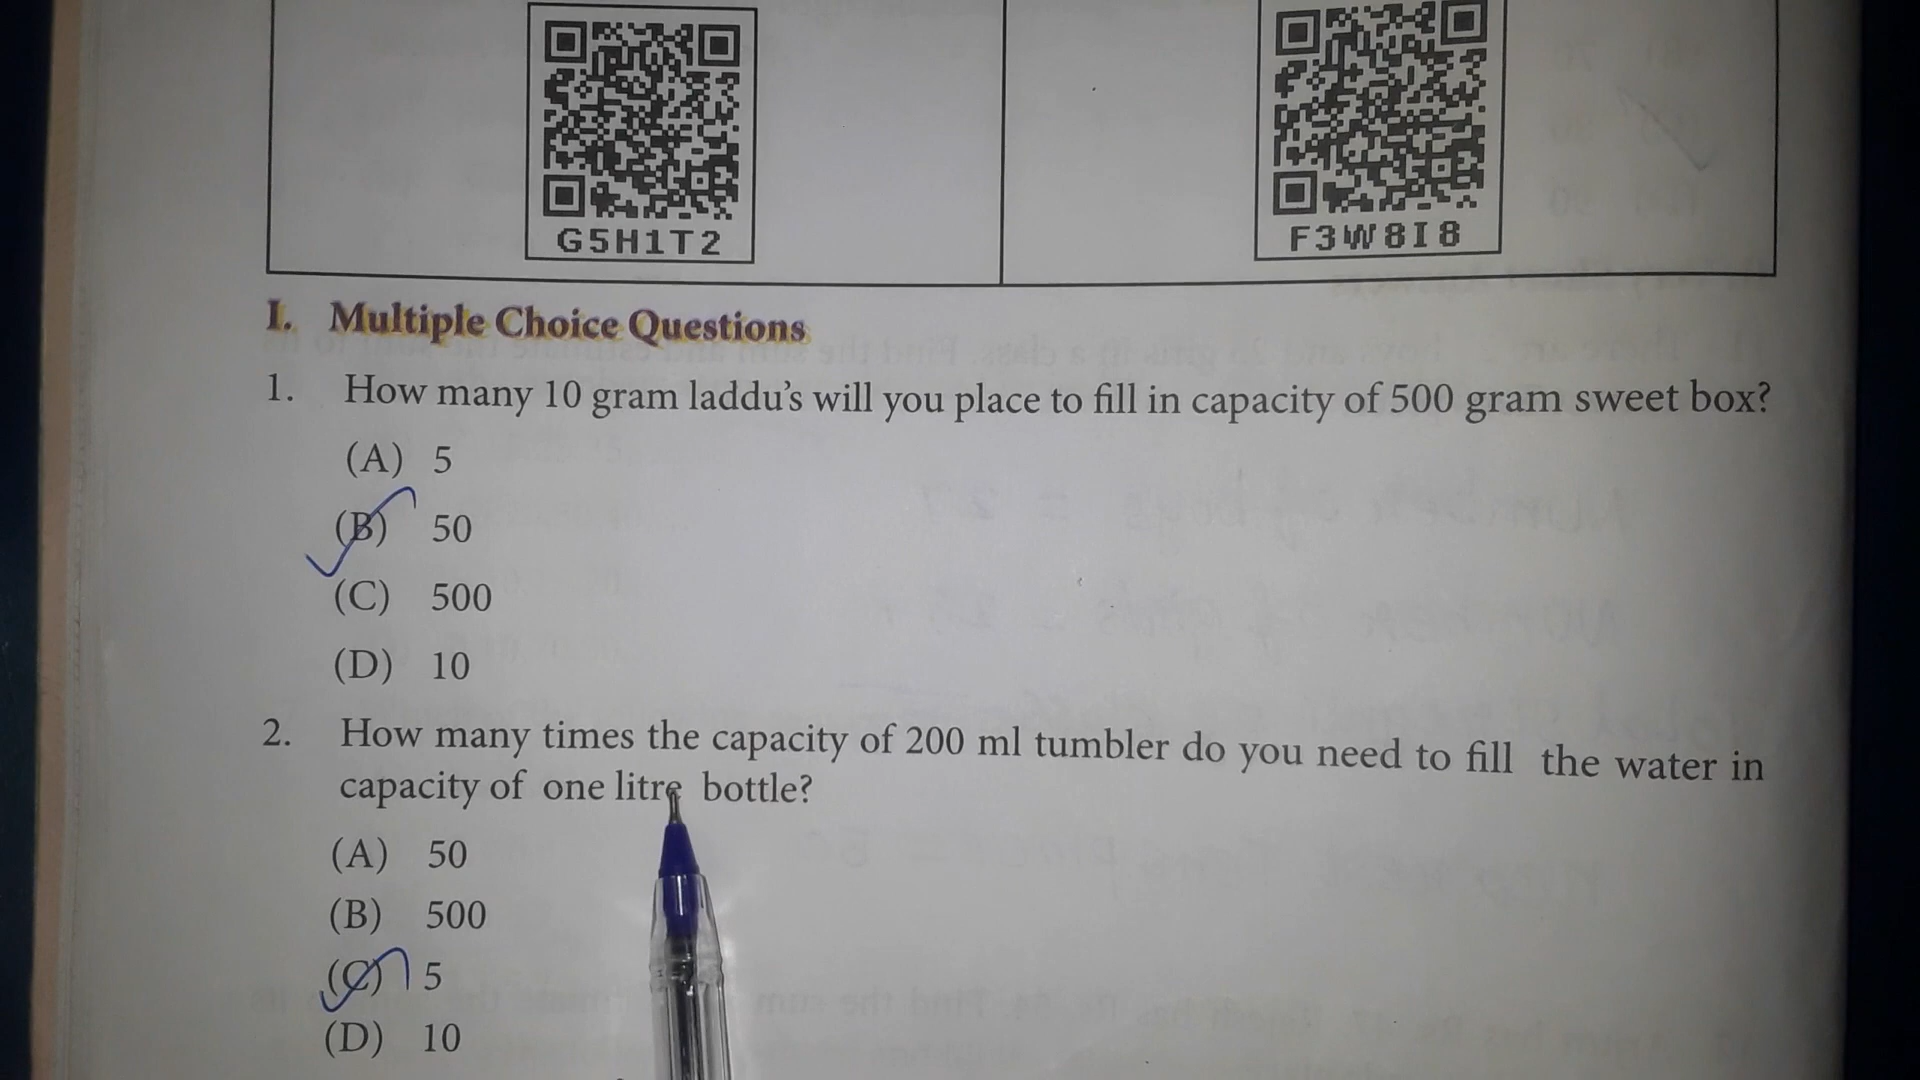 G5H1T2
F3W8I8
I. Multiple Choice Questions
1. How many 10 gram laddu's will you place to fill in capacity of 500 gram sweet box?
(A) 5
(B) 50
(C) 500
(D) 10
2. How many times the capacity of 200 ml tumbler do you need to fill the water in
capacity of one litre bottle?
(A) 50
(B) 500
(C) 5
(D) 10